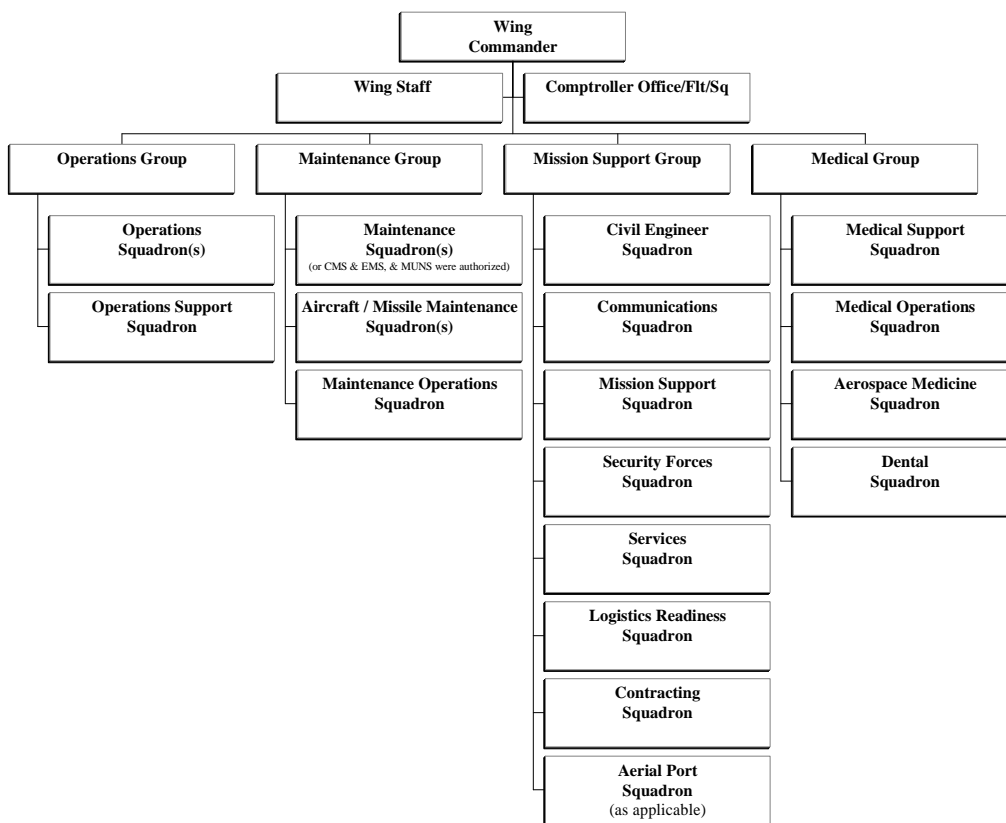 Wing
Commander
Wing Staff
Comptroller Office/Flt/Sq
Operations Group
Maintenance Group
Mission Support Group
Medical Group
Operations
Squadron(s)
Operations Support
Squadron
Maintenance
Squadron(s)
(or CMS & EMS, & MUNS were authorized)
Aircraft / Missile Maintenance
Squadron(s)
Maintenance Operations
Squadron
Civil Engineer
Squadron
Communications
Squadron
Mission Support
Squadron
Security Forces
Squadron
Services
Squadron
Logistics Readiness
Squadron
Contracting
Squadron
Aerial Port
Squadron
(as applicable)
Medical Support
Squadron
Medical Operations
Squadron
Aerospace Medicine
Squadron
Dental
Squadron